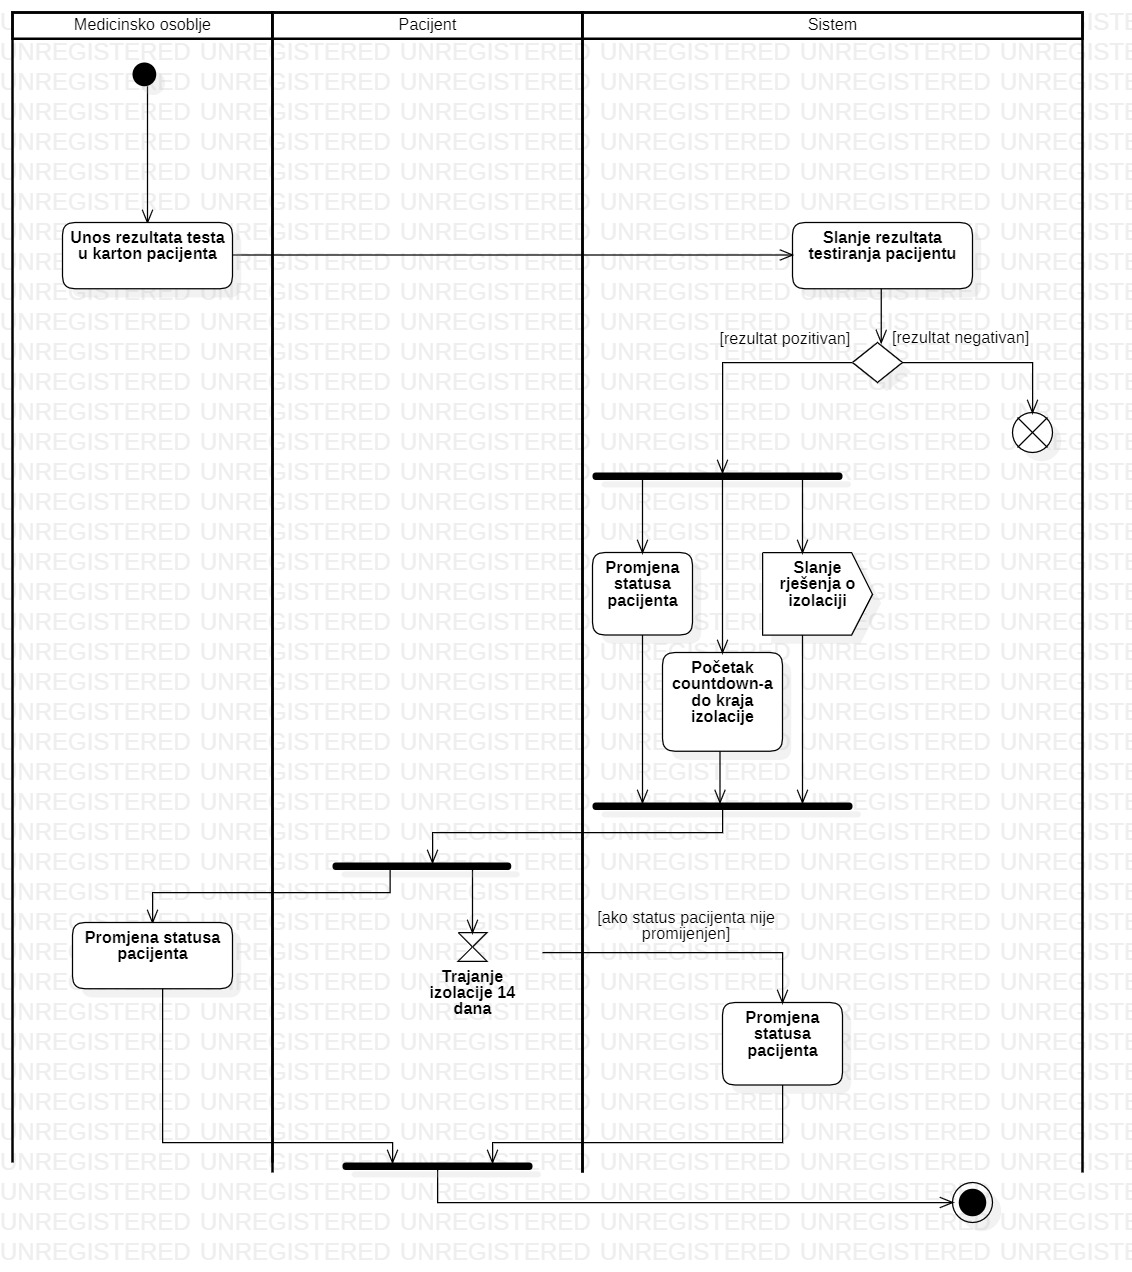 Medicinsko osoblje
Pacijent
Sistem
Unos rezultata testa
u karton pacijenta
Slanje rezultata
testiranja pacijentu
[rezultat pozitivan]
[rezultat negativan]
Promjena
statusa
pacijenta
Slanje
rješenja o
izolaciji
Početak
countdown-a
do kraja
izolacije
Promjena statusa
pacijenta
Trajanje
izolacije 14
dana
[ako status pacijenta nije
promijenjen]
Promjena
statusa
pacijenta
UNREGISTERED